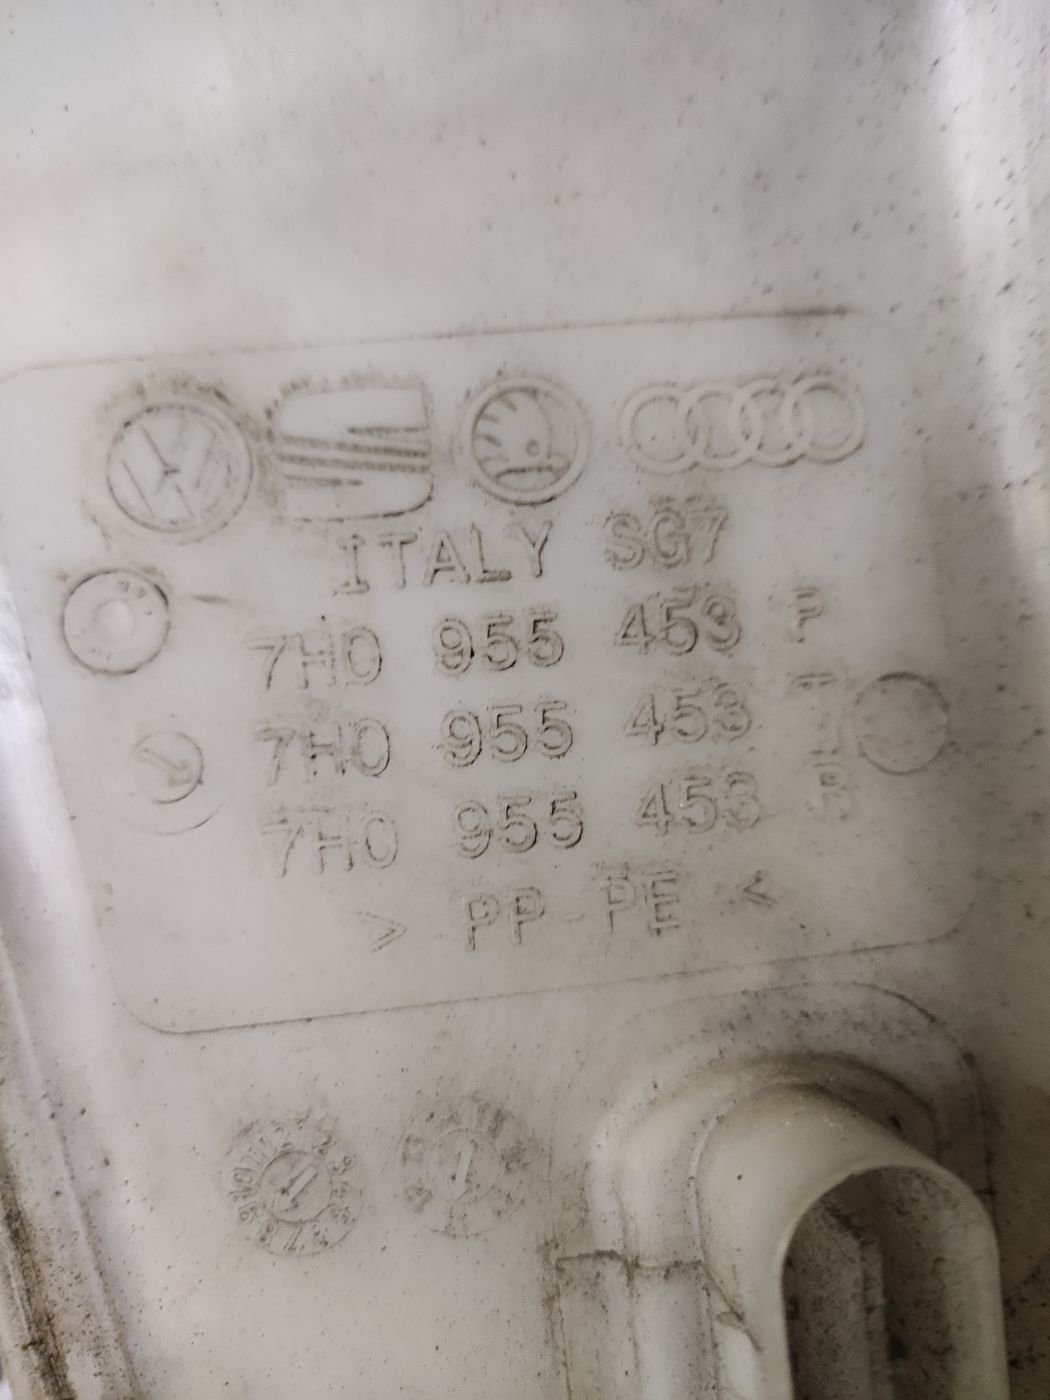 ITALY SG7
7H0 955 453 P
7H0 955 453 T
7H0 955 453 R
> PP-PE <